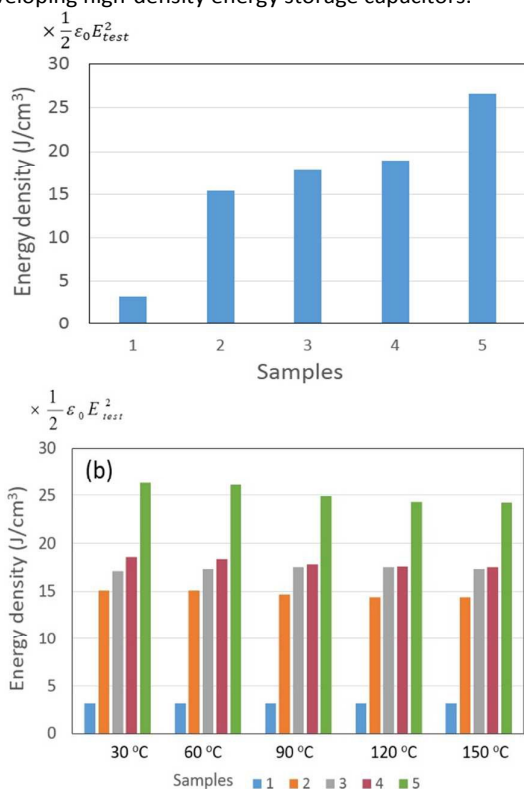 veloping high-density energy storage capacitors.
× 1/2 ε₀E²test
30
25
20
15
10
5
0
Energy density (J/cm³)
1 2 3 4 5
Samples
× 1/2 ε₀E²test
(b)
30
25
20
15
10
5
0
Energy density (J/cm³)
30 °C 60 °C 90 °C 120 °C 150 °C
Samples 1 2 3 4 5